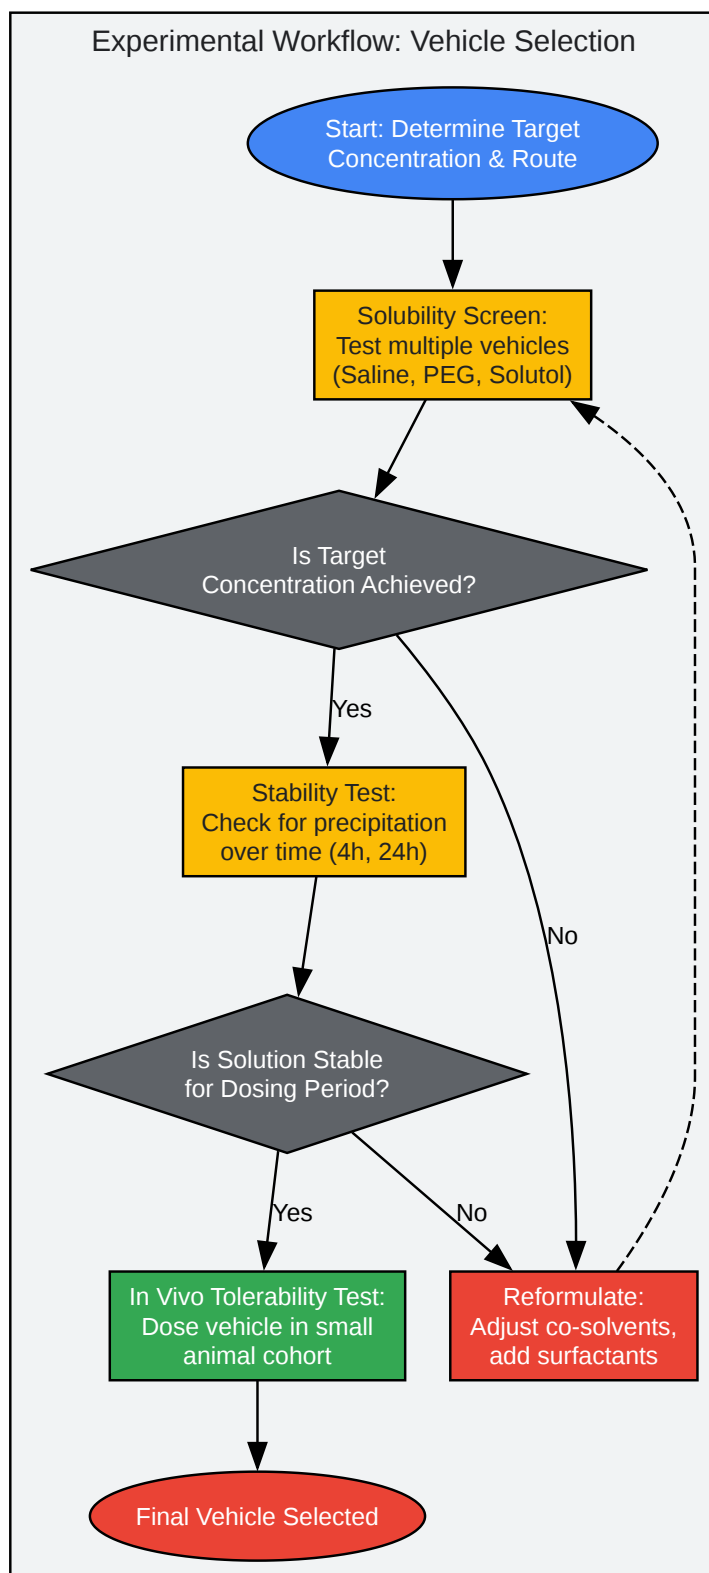 Experimental Workflow: Vehicle Selection
Start: Determine Target
Concentration & Route
Solubility Screen:
Test multiple vehicles
(Saline, PEG, Solutol)
Is Target
Concentration Achieved?
Yes
Stability Test:
Check for precipitation
over time (4h, 24h)
No
Is Solution Stable
for Dosing Period?
Yes
No
In Vivo Tolerability Test:
Dose vehicle in small
animal cohort
Reformulate:
Adjust co-solvents,
add surfactants
Final Vehicle Selected